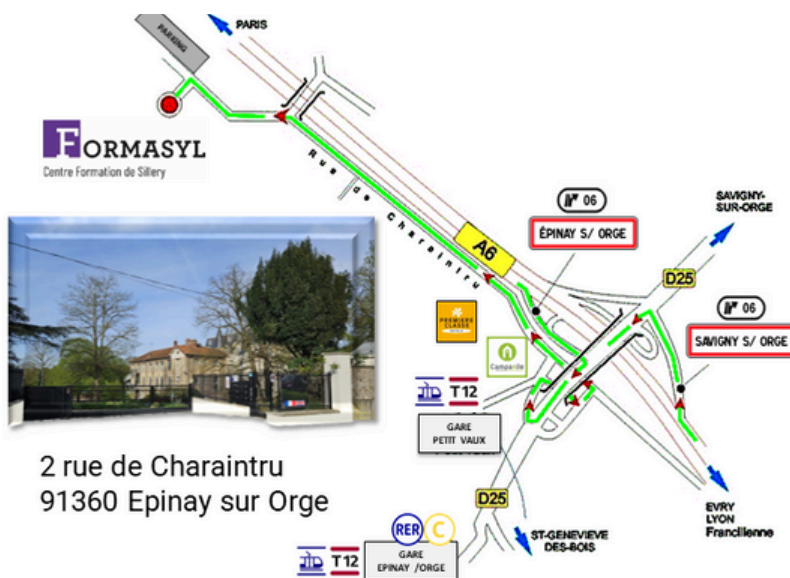 PARIS
PARKING
FORMASYL
Centre Formation de Sillery
Rue de Charaintru
A6
N° 06
ÉPINAY S/ ORGE
SAVIGNY-
SUR-ORGE
D25
N° 06
SAVIGNY S/ ORGE
PREMIERE
CLASSE
Campanile
T12
GARE
PETIT VAUX
2 rue de Charaintru
91360 Epinay sur Orge
D25
EVRY
LYON
Francilienne
RER C
ST-GENEVIEVE
DES-BOIS
T12
GARE
EPINAY /ORGE